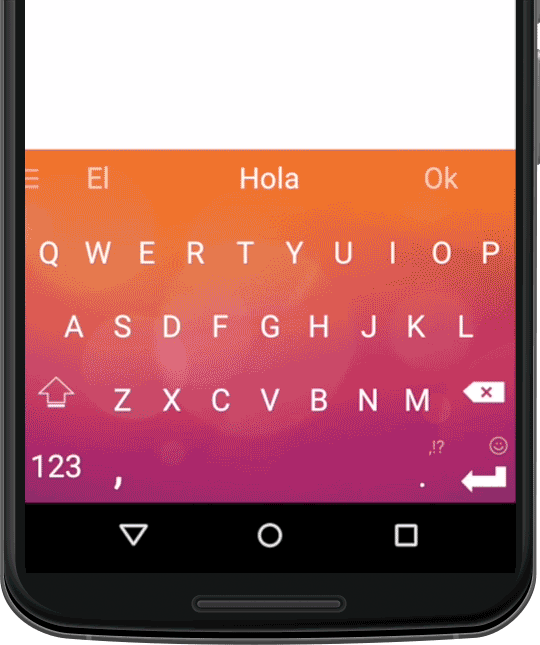 El Hola Ok
Q W E R T Y U I O P
A S D F G H J K L
Z X C V B N M
,!?
123 , .